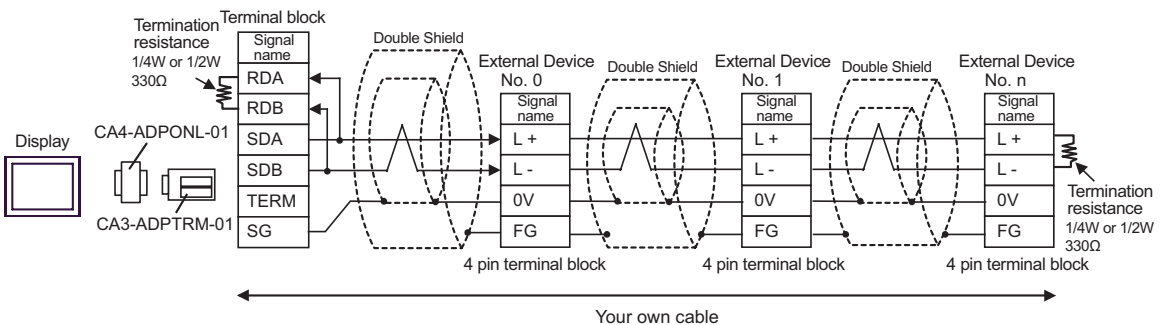 Termination
resistance
1/4W or 1/2W
330Ω
Terminal block
Signal
name
RDA
RDB
SDA
SDB
TERM
SG
Display
CA4-ADPONL-01
CA3-ADPTRM-01
Double Shield
External Device
No. 0
Signal
name
L +
L -
0V
FG
4 pin terminal block
Double Shield
External Device
No. 1
Signal
name
L +
L -
0V
FG
4 pin terminal block
Double Shield
External Device
No. n
Signal
name
L +
L -
0V
FG
4 pin terminal block
Termination
resistance
1/4W or 1/2W
330Ω
Your own cable